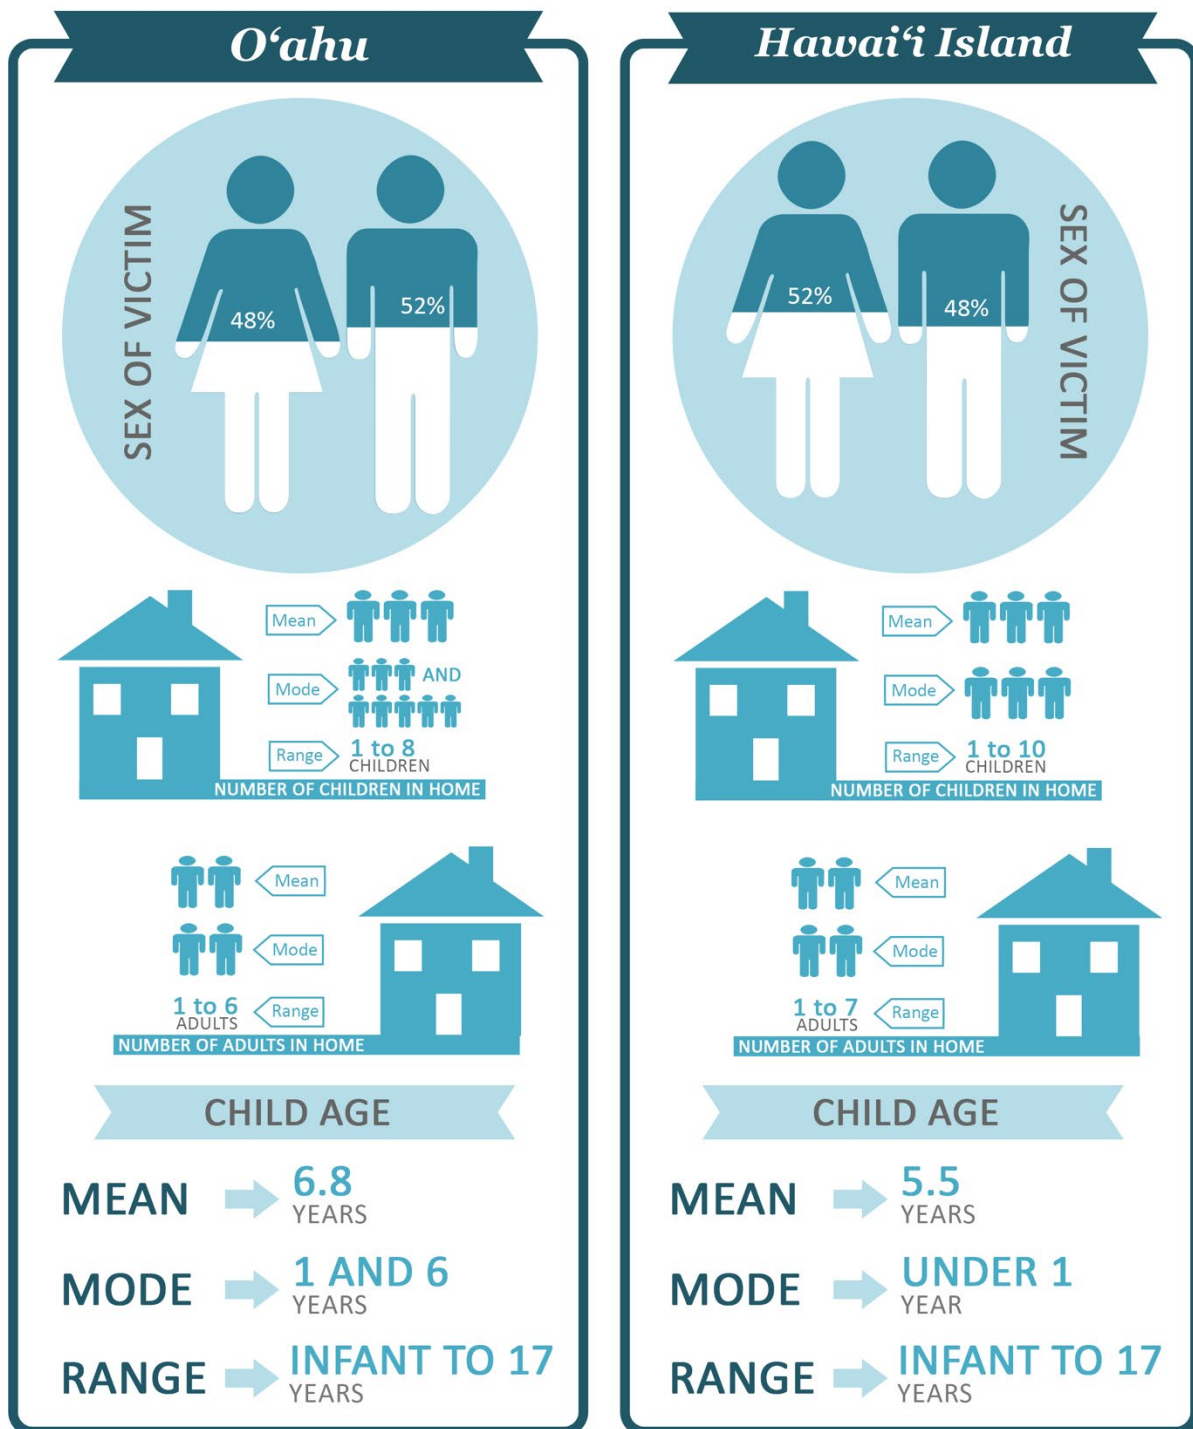 Oʻahu
SEX OF VICTIM
48%
52%
Mean
Mode
AND
Range
1 to 8
CHILDREN
NUMBER OF CHILDREN IN HOME
Mean
Mode
1 to 6
ADULTS
Range
NUMBER OF ADULTS IN HOME
CHILD AGE
MEAN
6.8
YEARS
MODE
1 AND 6
YEARS
RANGE
INFANT TO 17
YEARS
Hawaiʻi Island
52%
48%
SEX OF VICTIM
Mean
Mode
Range
1 to 10
CHILDREN
NUMBER OF CHILDREN IN HOME
Mean
Mode
1 to 7
ADULTS
Range
NUMBER OF ADULTS IN HOME
CHILD AGE
MEAN
5.5
YEARS
MODE
UNDER 1
YEAR
RANGE
INFANT TO 17
YEARS